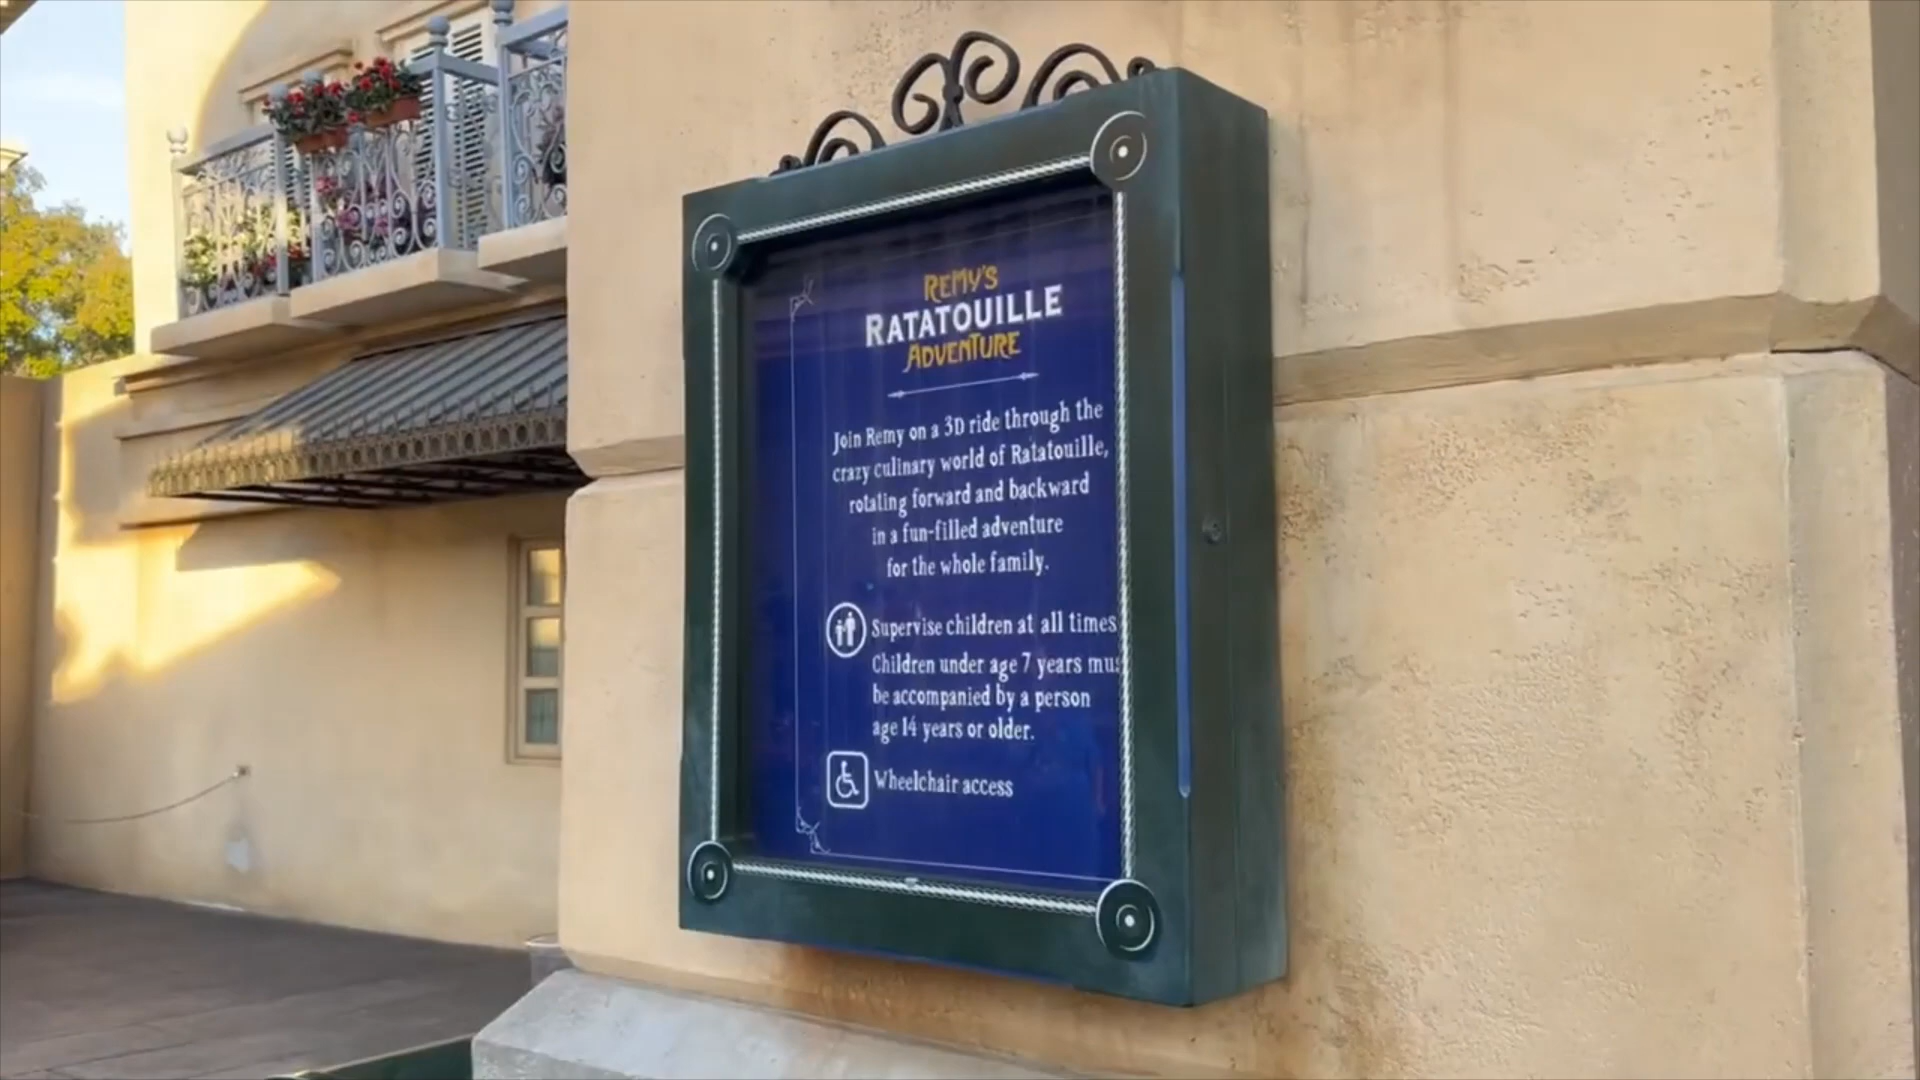 REMY'S
RATATOUILLE
ADVENTURE
Join Remy on a 3D ride through the
crazy culinary world of Ratatouille,
rotating forward and backward
in a fun-filled adventure
for the whole family.
Supervise children at all times
Children under age 7 years mus
be accompanied by a person
age 14 years or older.
Wheelchair access